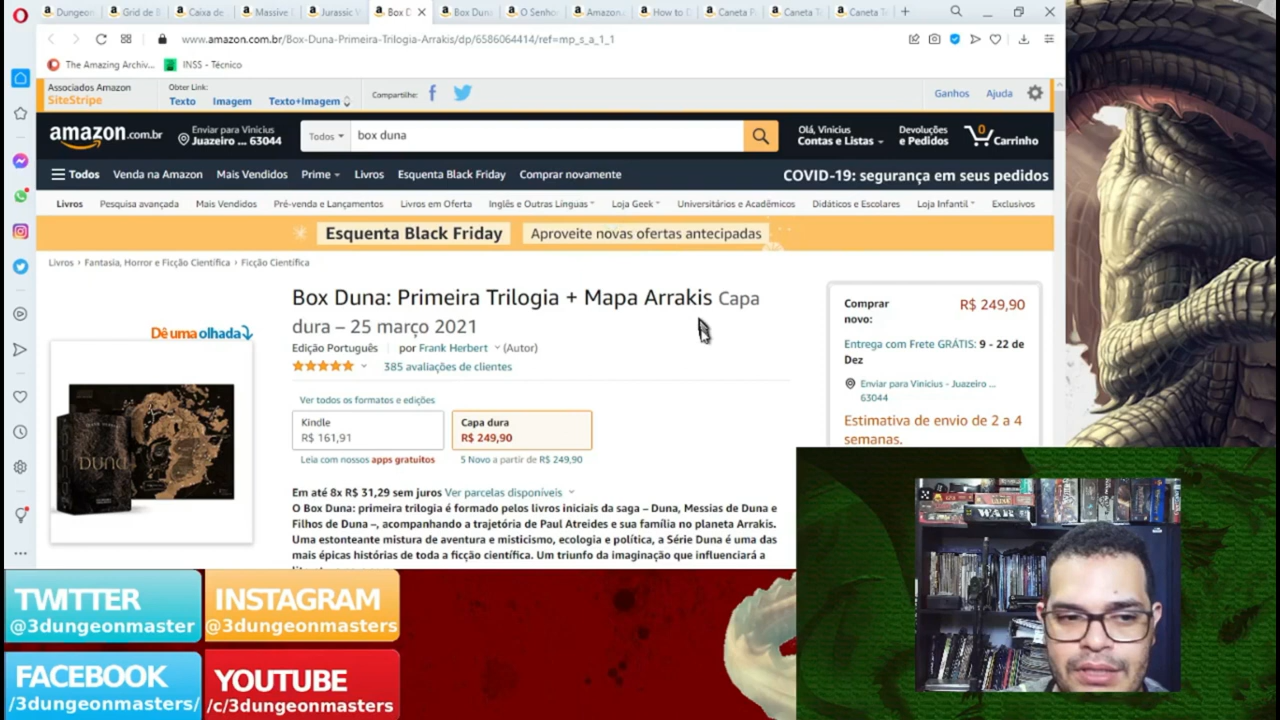 Dungeon
Grid de B
Caixa de
Massive
Jurassic V
Box D
Box Dun
O Senho
Amazon.c
How to D
Caneta P
Caneta Te
Caneta Te
www.amazon.com.br/Box-Duna-Primeira-Trilogia-Arrakis/dp/6586064414/ref=mp_s_a_1_1
The Amazing Archiv...
INSS - Técnico
Associados Amazon
SiteStripe
Obter Link:
Texto Imagem Texto+Imagem
Compartilhe:
Ganhos Ajuda
amazon.com.br
Enviar para Vinicius
Juazeiro ... 63044
Todos
box duna
Olá, Vinicius
Contas e Listas
Devoluções
e Pedidos
0
Carrinho
Todos Venda na Amazon Mais Vendidos Prime Livros Esquenta Black Friday Comprar novamente COVID-19: segurança em seus pedidos
Livros Pesquisa avançada Mais Vendidos Pré-venda e Lançamentos Livros em Oferta Inglês e Outras Línguas Loja Geek Universitários e Acadêmicos Didáticos e Escolares Loja Infantil Exclusivos
Esquenta Black Friday Aproveite novas ofertas antecipadas
Livros › Fantasia, Horror e Ficção Científica › Ficção Científica
Dê uma olhada
DUNA
Box Duna: Primeira Trilogia + Mapa Arrakis Capa
dura – 25 março 2021
Edição Português por Frank Herbert (Autor)
385 avaliações de clientes
Ver todos os formatos e edições
Kindle
R$ 161,91
Leia com nossos apps gratuitos
Capa dura
R$ 249,90
5 Novo a partir de R$ 249,90
Em até 8x R$ 31,29 sem juros Ver parcelas disponíveis
O Box Duna: primeira trilogia é formado pelos livros iniciais da saga – Duna, Messias de Duna e
Filhos de Duna –, acompanhando a trajetória de Paul Atreides e sua família no planeta Arrakis.
Uma estonteante mistura de aventura e misticismo, ecologia e política, a Série Duna é uma das
mais épicas histórias de toda a ficção científica. Um triunfo da imaginação que influenciará a
Comprar
novo:
R$ 249,90
Entrega com Frete GRÁTIS: 9 - 22 de
Dez
Enviar para Vinicius - Juazeiro ...
63044
Estimativa de envio de 2 a 4
semanas.
WAR
TWITTER
@3dungeonmaster
INSTAGRAM
@3dungeonmasters
FACEBOOK
/3dungeonmasters/
YOUTUBE
/c/3dungeonmasters